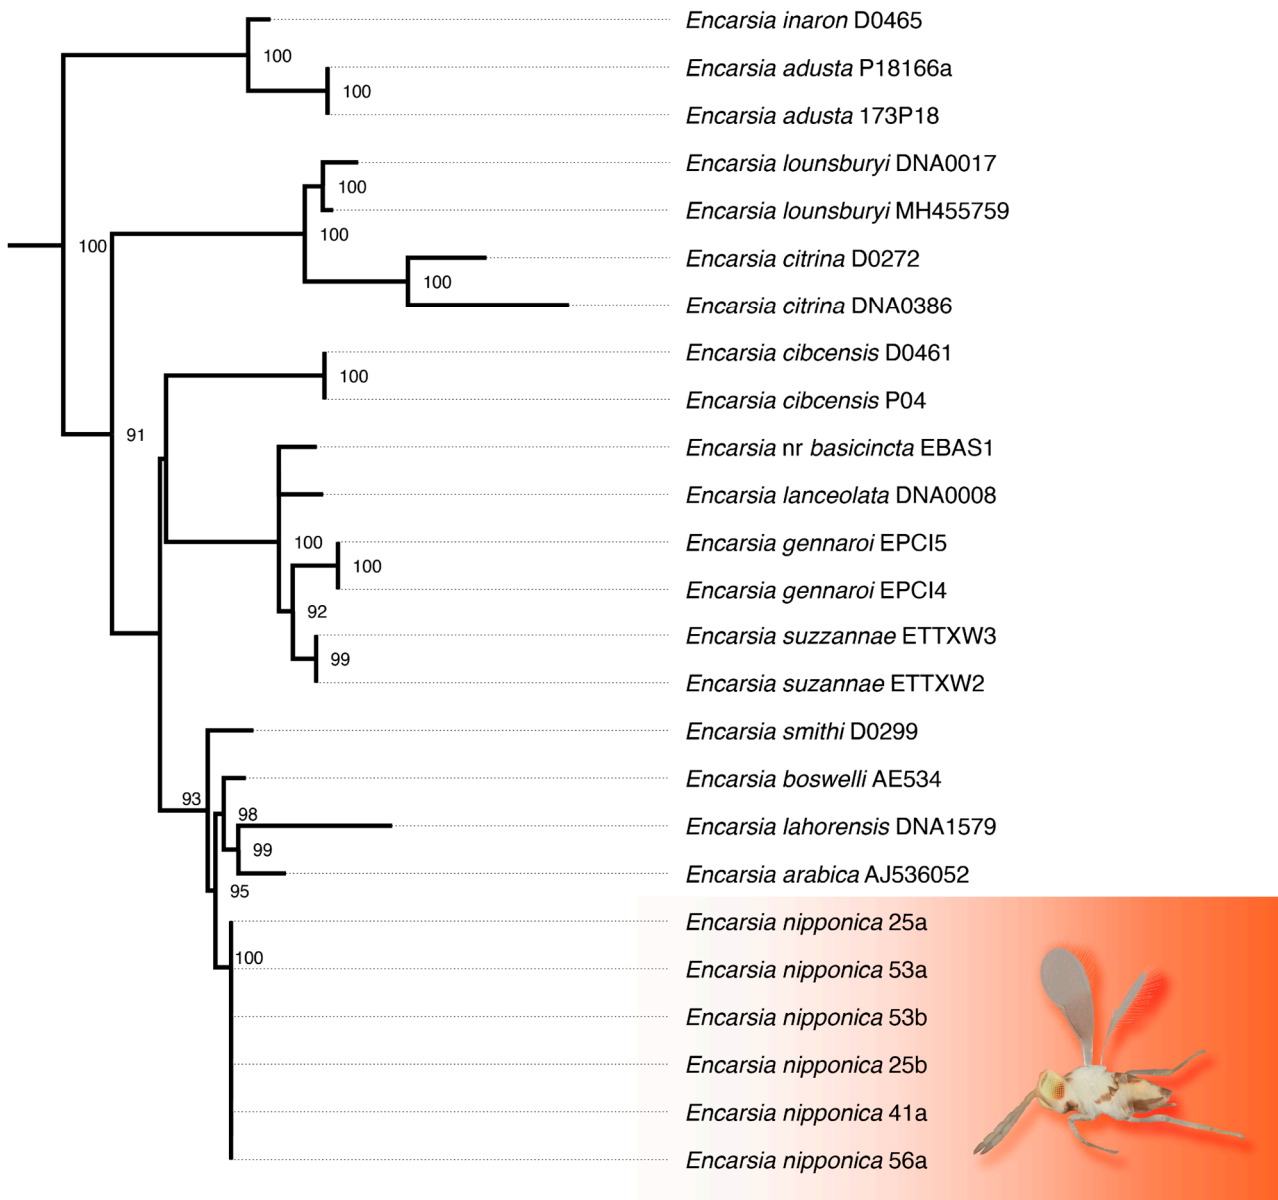 Encarsia inaron D0465
100
Encarsia adusta P18166a
100
Encarsia adusta 173P18
Encarsia lounsburyi DNA0017
100
Encarsia lounsburyi MH455759
100
100
Encarsia citrina D0272
100
Encarsia citrina DNA0386
Encarsia cibcensis D0461
100
Encarsia cibcensis P04
91
Encarsia nr basicincta EBAS1
Encarsia lanceolata DNA0008
100
Encarsia gennaroi EPCI5
100
Encarsia gennaroi EPCI4
92
Encarsia suzzannae ETTXW3
99
Encarsia suzannae ETTXW2
Encarsia smithi D0299
Encarsia boswelli AE534
93
98
Encarsia lahorensis DNA1579
99
Encarsia arabica AJ536052
95
Encarsia nipponica 25a
100
Encarsia nipponica 53a
Encarsia nipponica 53b
Encarsia nipponica 25b
Encarsia nipponica 41a
Encarsia nipponica 56a